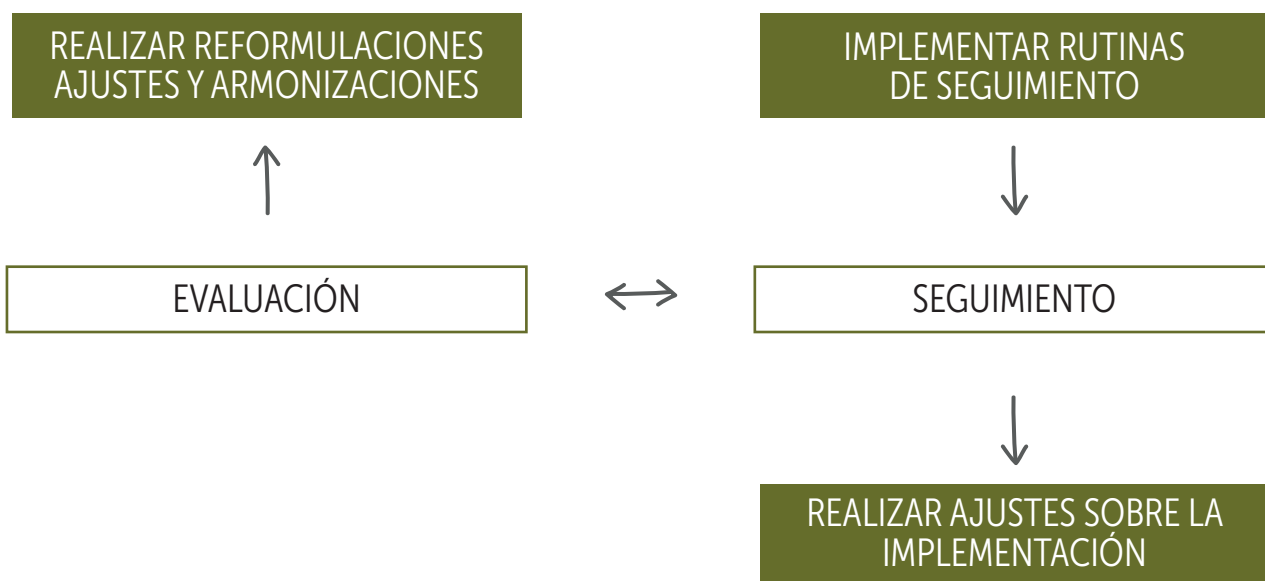 REALIZAR REFORMULACIONES
AJUSTES Y ARMONIZACIONES
IMPLEMENTAR RUTINAS
DE SEGUIMIENTO
EVALUACIÓN
SEGUIMIENTO
REALIZAR AJUSTES SOBRE LA
IMPLEMENTACIÓN